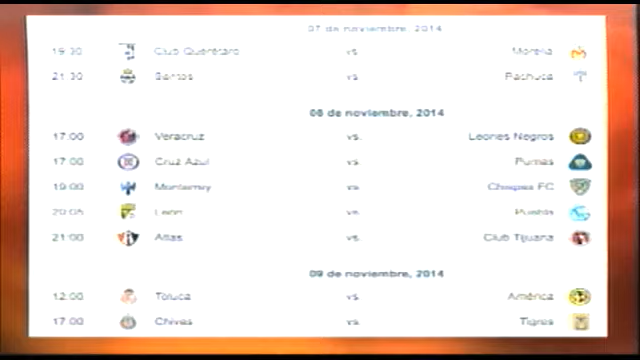 07 de noviembre, 2014
19:30 Club Querétaro vs Morelia
21:30 Santos vs Pachuca
08 de noviembre, 2014
17:00 Veracruz vs. Leones Negros
17:00 Cruz Azul vs Pumas
19:00 Monterrey vs Chiapas FC
20:05 León vs Puebla
21:00 Atlas vs. Club Tijuana
09 de noviembre, 2014
12:00 Toluca vs. América
17:00 Chivas vs. Tigres